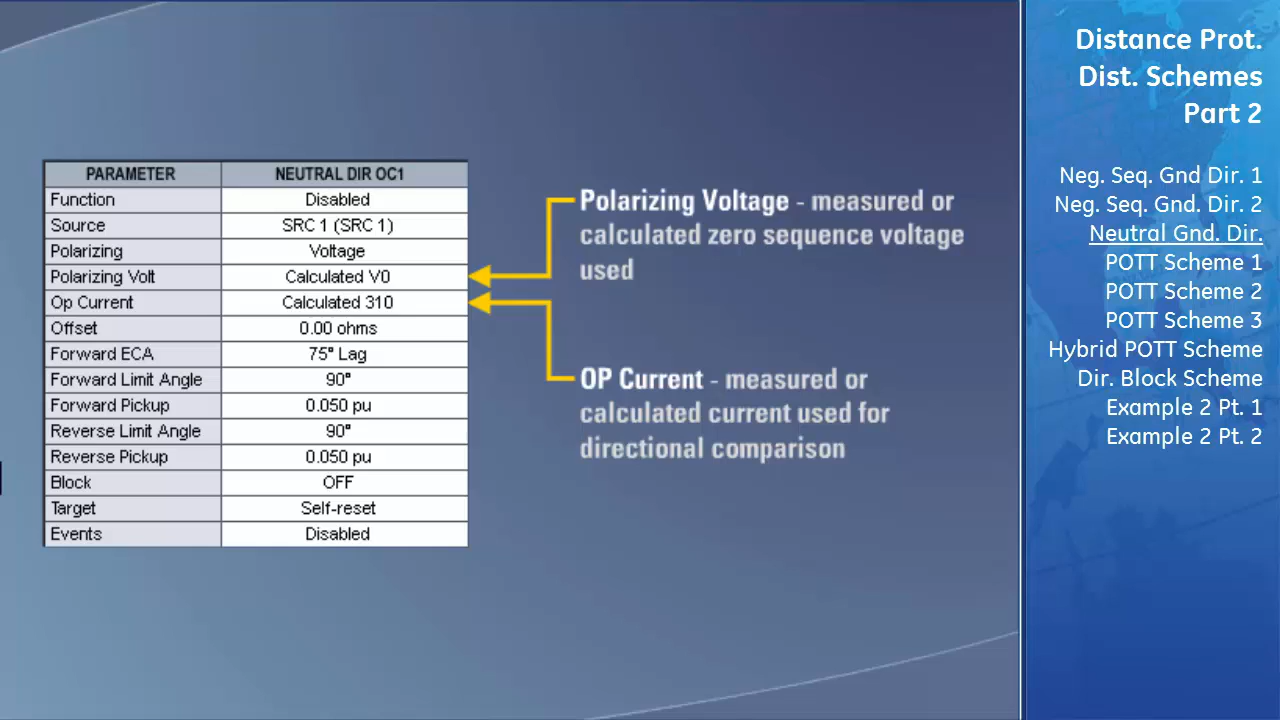 PARAMETER NEUTRAL DIR OC1
Function Disabled
Source SRC 1 (SRC 1)
Polarizing Voltage
Polarizing Volt Calculated V0
Op Current Calculated 3I0
Offset 0.00 ohms
Forward ECA 75° Lag
Forward Limit Angle 90°
Forward Pickup 0.050 pu
Reverse Limit Angle 90°
Reverse Pickup 0.050 pu
Block OFF
Target Self-reset
Events Disabled
Polarizing Voltage - measured or
calculated zero sequence voltage
used
OP Current - measured or
calculated current used for
directional comparison
Distance Prot.
Dist. Schemes
Part 2
Neg. Seq. Gnd Dir. 1
Neg. Seq. Gnd. Dir. 2
Neutral Gnd. Dir.
POTT Scheme 1
POTT Scheme 2
POTT Scheme 3
Hybrid POTT Scheme
Dir. Block Scheme
Example 2 Pt. 1
Example 2 Pt. 2